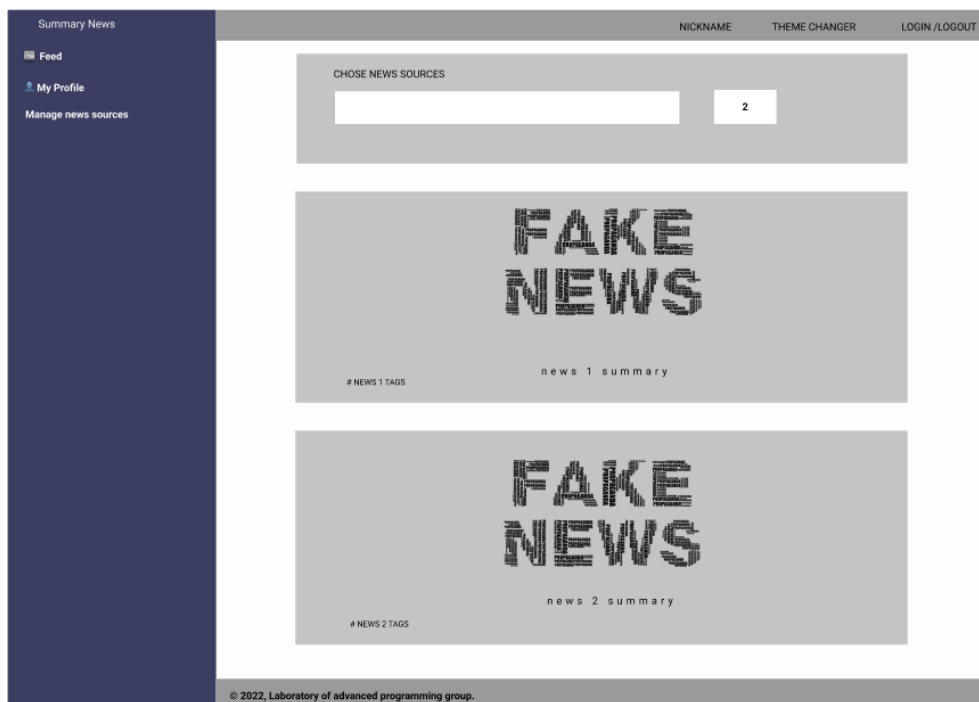 Summary News
Feed
My Profile
Manage news sources
NICKNAME THEME CHANGER LOGIN /LOGOUT
CHOSE NEWS SOURCES
2
FAKE
NEWS
news 1 summary
# NEWS 1 TAGS
FAKE
NEWS
news 2 summary
# NEWS 2 TAGS
© 2022, Laboratory of advanced programming group.